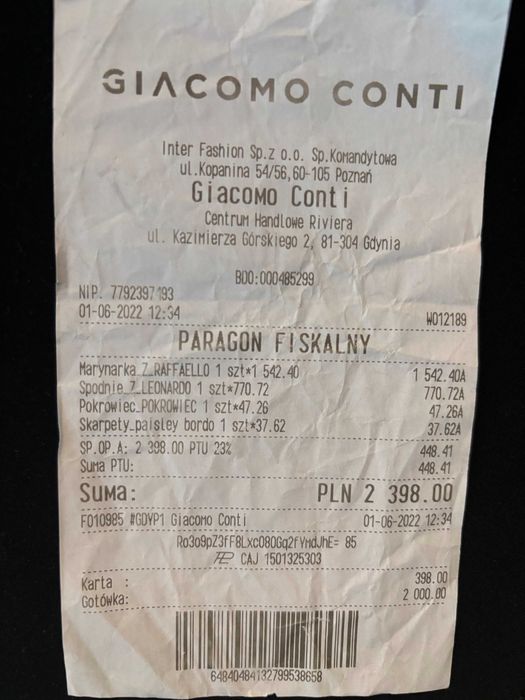 GIACOMO CONTI
Inter Fashion Sp.z o.o. Sp.Komandytowa
ul.Kopanina 54/56,60-105 Poznań
Giacomo Conti
Centrum Handlowe Riviera
ul. Kazimierza Górskiego 2, 81-304 Gdynia
BDO:000485299
NIP. 7792397193
01-06-2022 12:34 W012189
PARAGON FISKALNY
Marynarka_Z_RAFFAELLO 1 szt*1 542.40 1 542.40A
Spodnie_Z_LEONARDO 1 szt*770.72 770.72A
Pokrowiec_POKROWIEC 1 szt*47.26 47.26A
Skarpety_paisley bordo 1 szt*37.62 37.62A
SP.OP.A: 2 398.00 PTU 23% 448.41
Suma PTU: 448.41
Suma: PLN 2 398.00
F010985 #GDYP1 Giacomo Conti 01-06-2022 12:34
Ro3o9pZ3fF8Lxc080Gq2fVmdJhE= 85
CAJ 1501325303
Karta : 398.00
Gotówka: 2 000.00
64840484132799538658